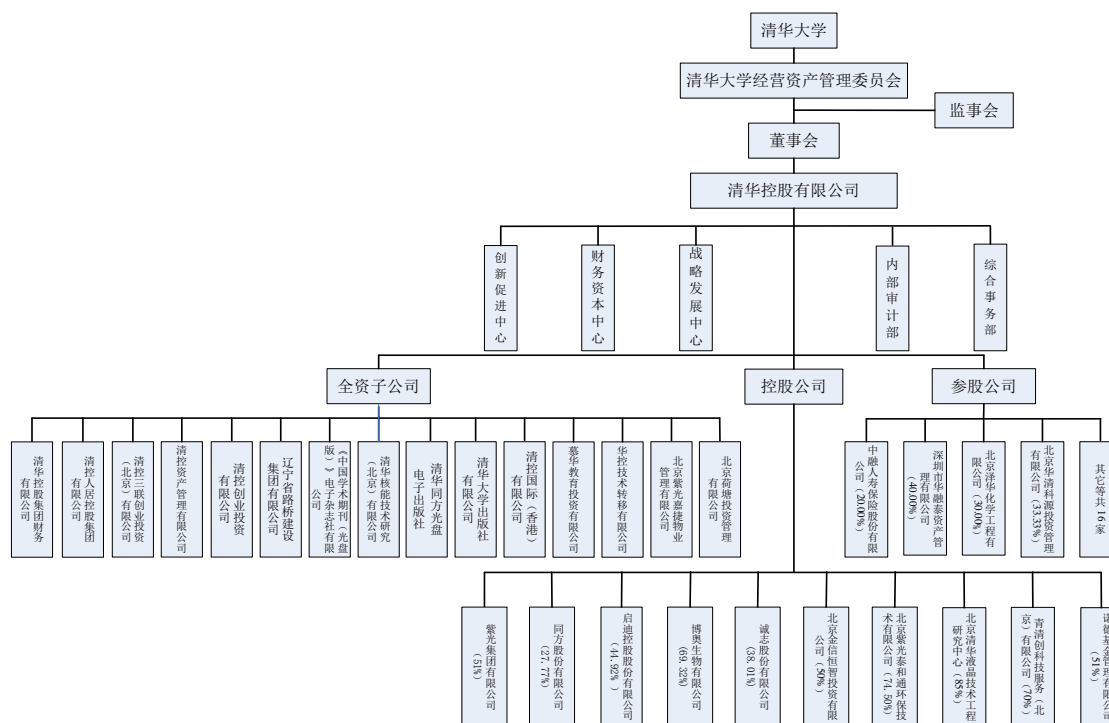 清华大学
清华大学经营资产管理委员会
监事会
董事会
清华控股有限公司
创新促进中心
财务资本中心
战略发展中心
内部审计部
综合事务部
全资子公司
控股公司
参股公司
清华控股集团财务
有限公司
清控人居控股集团
有限公司
清控三联创业投资
（北京）有限公司
清控资产管理有限公司
清控创业投资
有限公司
辽宁省路桥建设
集团有限公司
《中国学术期刊（光盘
版）》电子杂志社有限
公司
清华核能技术研究
（北京）有限公司
清华同方光盘
电子出版社
清华大学出版社
有限公司
清控国际（香港）
有限公司
慕华教育投资有限公司
华控技术转移有限公司
北京紫光嘉捷物业
管理有限公司
北京荷塘投资管理
有限公司
中融人寿保险股份有限
公司（20.00%）
深圳市华融泰资产管
理有限公司
（40.00%）
北京泽华化学工程有
限公司（30.00%）
北京华清科源投资管理
有限公司（33.33%）
其它等共16家
紫光集团有限公司
（51%）
同方股份有限公司
（27.77%）
启迪控股股份有限公司
（44.92%）
博奥生物有限公司
（69.32%）
诚志股份有限公司
（38.01%）
北京金信恒智投资有限
公司（50%）
北京紫光泰和通环保技
术有限公司（74.50%）
北京清华液晶技术工程
研究中心（85%）
青清创科技服务（北
京）有限公司（70%）
诺德基金管理有限公司
（51%）